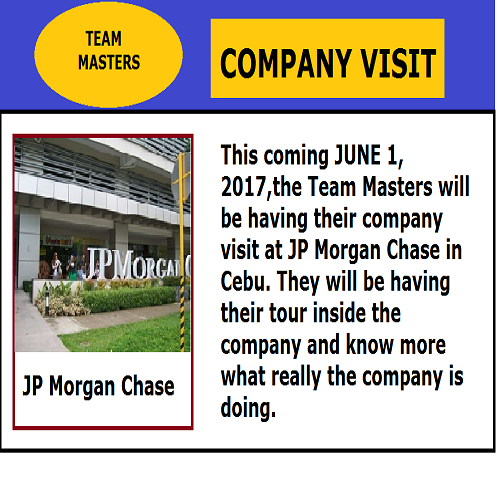 TEAM
MASTERS
COMPANY VISIT
JPMORGAN
JP Morgan Chase
This coming JUNE 1,
2017,the Team Masters will
be having their company
visit at JP Morgan Chase in
Cebu. They will be having
their tour inside the
company and know more
what really the company is
doing.